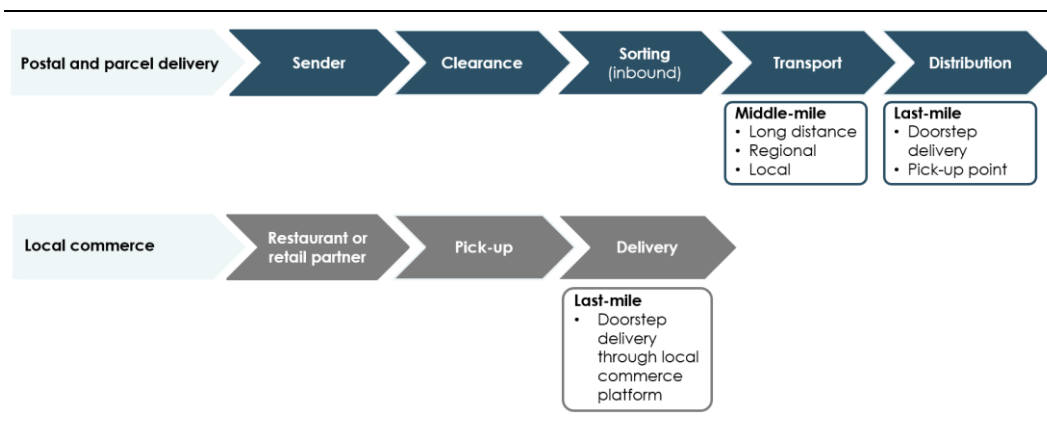 Postal and parcel delivery
Sender
Clearance
Sorting
(inbound)
Transport
Distribution
Middle-mile
• Long distance
• Regional
• Local
Last-mile
• Doorstep
delivery
• Pick-up point
Local commerce
Restaurant or
retail partner
Pick-up
Delivery
Last-mile
• Doorstep
delivery
through local
commerce
platform